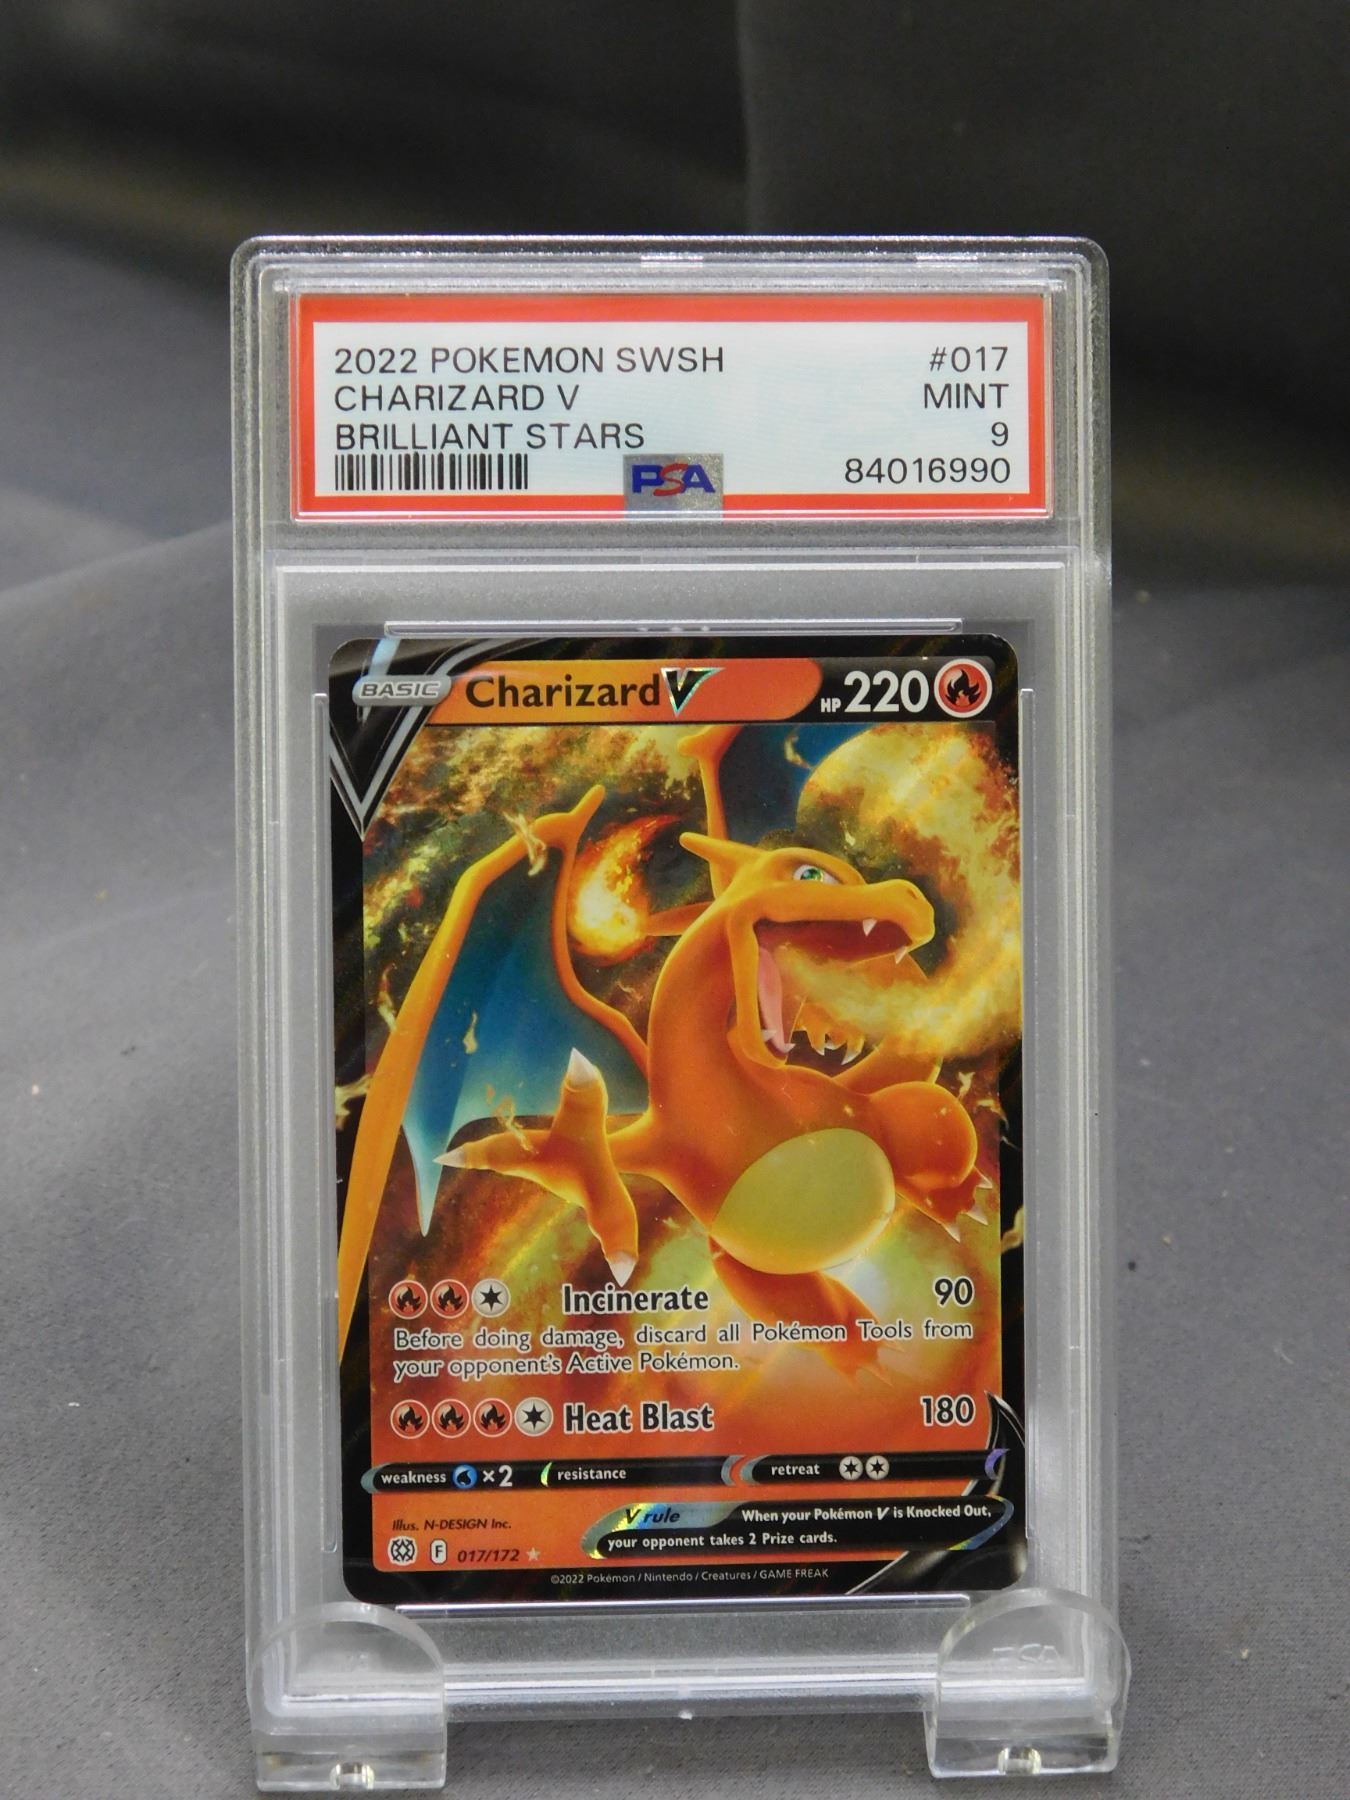 2022 POKEMON SWSH #017
CHARIZARD V MINT
BRILLIANT STARS 9
PSA 84016990
BASIC Charizard V HP 220
Incinerate 90
Before doing damage, discard all Pokémon Tools from
your opponent's Active Pokémon.
Heat Blast 180
weakness ×2 resistance retreat
V rule When your Pokémon V is Knocked Out,
your opponent takes 2 Prize cards.
Illus. N-DESIGN Inc.
F 017/172
©2022 Pokémon / Nintendo / Creatures / GAME FREAK